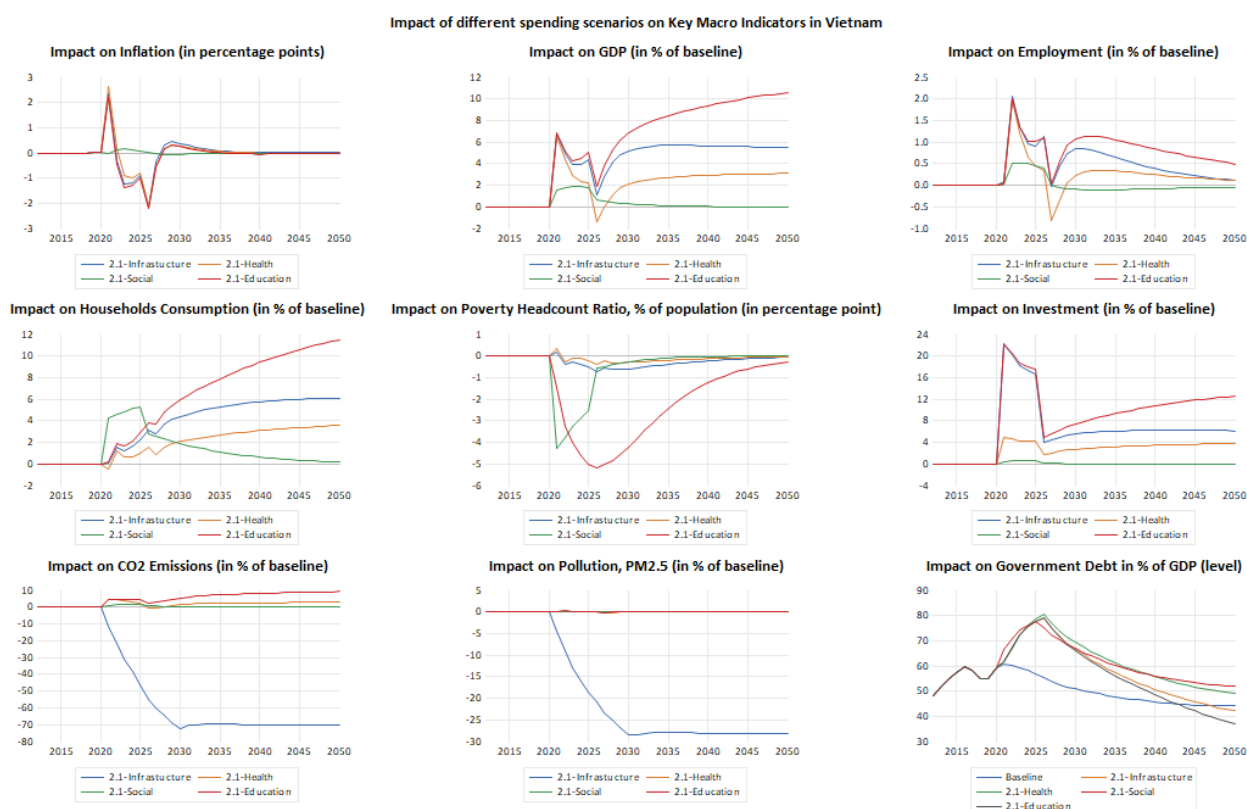 Impact of different spending scenarios on Key Macro Indicators in Vietnam
Impact on Inflation (in percentage points)
3
2
1
0
-1
-2
-3
2015 2020 2025 2030 2035 2040 2045 2050
2.1-Infrastucture 2.1-Health
2.1-Social 2.1-Education
Impact on GDP (in % of baseline)
12
10
8
6
4
2
0
-2
2015 2020 2025 2030 2035 2040 2045 2050
2.1-Infrastucture 2.1-Health
2.1-Social 2.1-Education
Impact on Employment (in % of baseline)
2.5
2.0
1.5
1.0
0.5
0.0
-0.5
-1.0
2015 2020 2025 2030 2035 2040 2045 2050
2.1-Infrastucture 2.1-Health
2.1-Social 2.1-Education
Impact on Households Consumption (in % of baseline)
12
10
8
6
4
2
0
-2
2015 2020 2025 2030 2035 2040 2045 2050
2.1-Infrastucture 2.1-Health
2.1-Social 2.1-Education
Impact on Poverty Headcount Ratio, % of population (in percentage point)
1
0
-1
-2
-3
-4
-5
-6
2015 2020 2025 2030 2035 2040 2045 2050
2.1-Infrastucture 2.1-Health
2.1-Social 2.1-Education
Impact on Investment (in % of baseline)
24
20
16
12
8
4
0
-4
2015 2020 2025 2030 2035 2040 2045 2050
2.1-Infrastucture 2.1-Health
2.1-Social 2.1-Education
Impact on CO2 Emissions (in % of baseline)
10
0
-10
-20
-30
-40
-50
-60
-70
-80
2015 2020 2025 2030 2035 2040 2045 2050
2.1-Infrastucture 2.1-Health
2.1-Social 2.1-Education
Impact on Pollution, PM2.5 (in % of baseline)
5
0
-5
-10
-15
-20
-25
-30
2015 2020 2025 2030 2035 2040 2045 2050
2.1-Infrastucture 2.1-Health
2.1-Social 2.1-Education
Impact on Government Debt in % of GDP (level)
90
80
70
60
50
40
30
2015 2020 2025 2030 2035 2040 2045 2050
Baseline 2.1-Infrastucture
2.1-Health 2.1-Social
2.1-Education